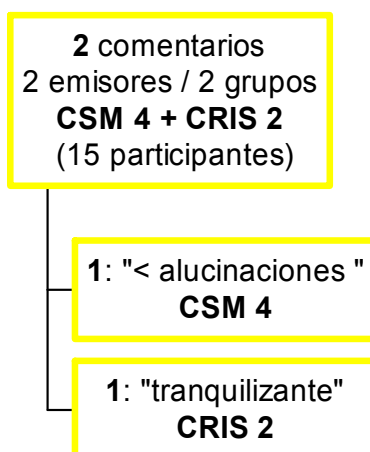 2 comentarios
2 emisores / 2 grupos
CSM 4 + CRIS 2
(15 participantes)
1: "< alucinaciones "
CSM 4
1: "tranquilizante"
CRIS 2